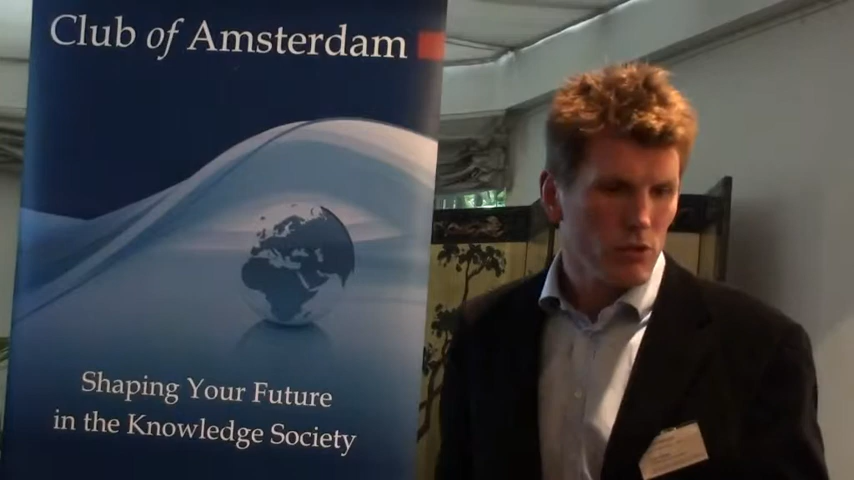 Club of Amsterdam
Shaping Your Future
in the Knowledge Society